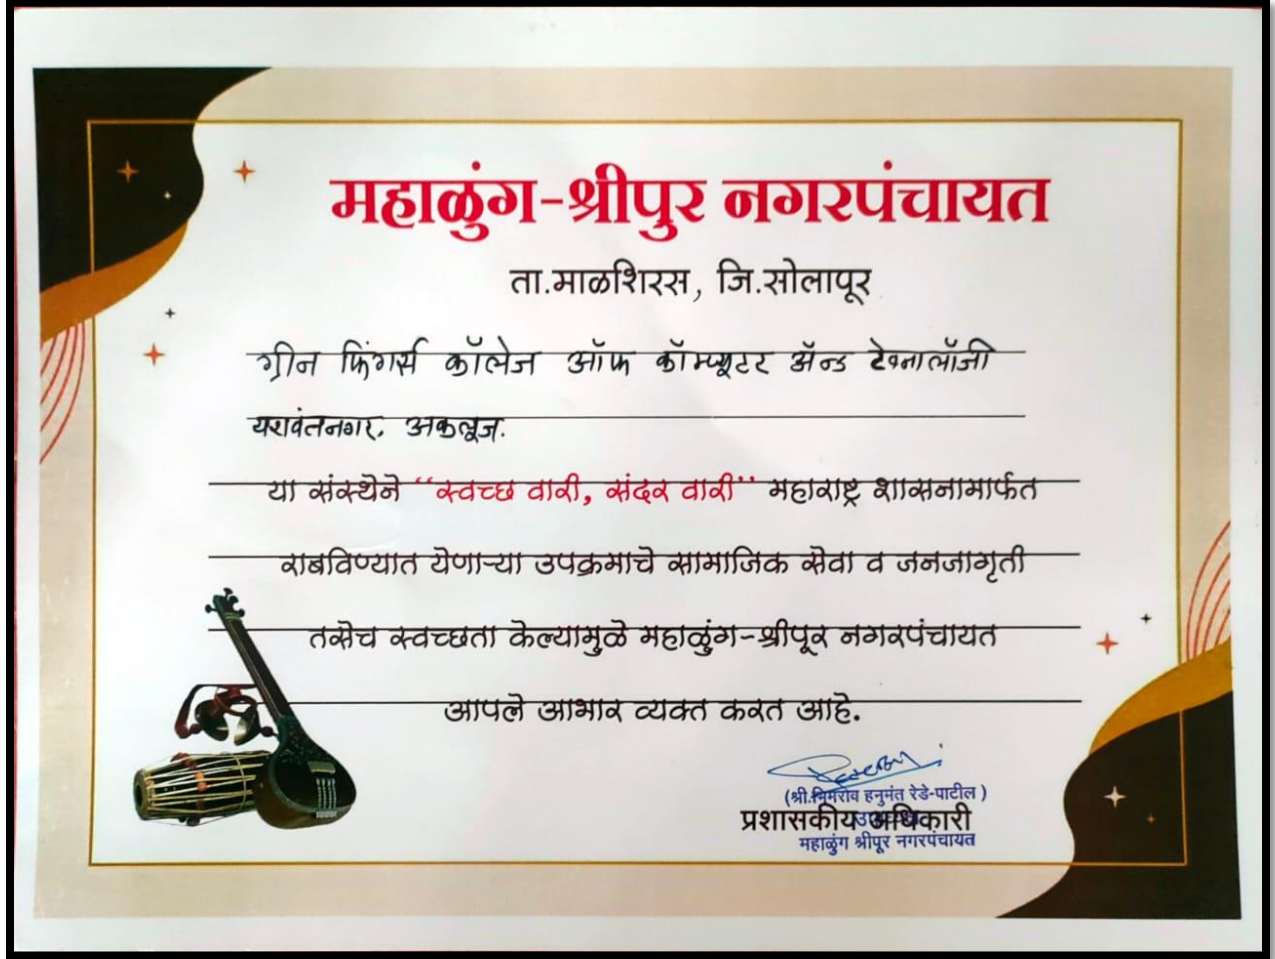 महाळुंग-श्रीपुर नगरपंचायत
ता.माळशिरस, जि.सोलापूर
ग्रीन फिंगर्स कॉलेज ऑफ कॉम्प्यूटर ॲन्ड टेक्नालॉजी
यशवंतनगर, अकलूज.
या संस्थेने "स्वच्छ वारी, संदर वारी" महाराष्ट्र शासनामार्फत
राबविण्यात येणाऱ्या उपक्रमाचे सामाजिक सेवा व जनजागृती
तसेच स्वच्छता केल्यामुळे महाळुंग-श्रीपूर नगरपंचायत
आपले आभार व्यक्त करत आहे.
(श्री.भिमराव हनुमंत रेडे-पाटील )
प्रशासकीय अधिकारी
महाळुंग श्रीपूर नगरपंचायत